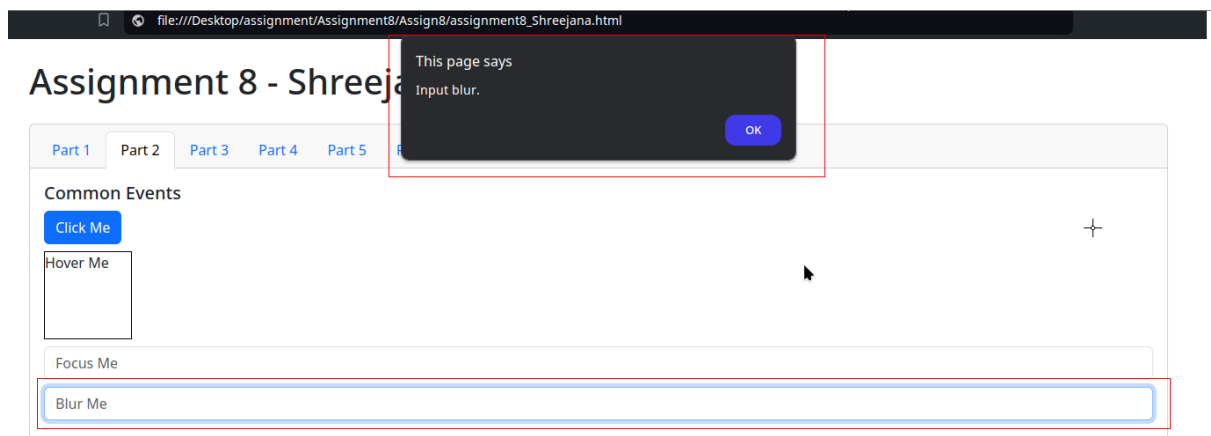 file:///Desktop/assignment/Assignment8/Assign8/assignment8_Shreejana.html
This page says
Input blur.
OK
Assignment 8 - Shreeja
Part 1 Part 2 Part 3 Part 4 Part 5
Common Events
Click Me
Hover Me
Focus Me
Blur Me